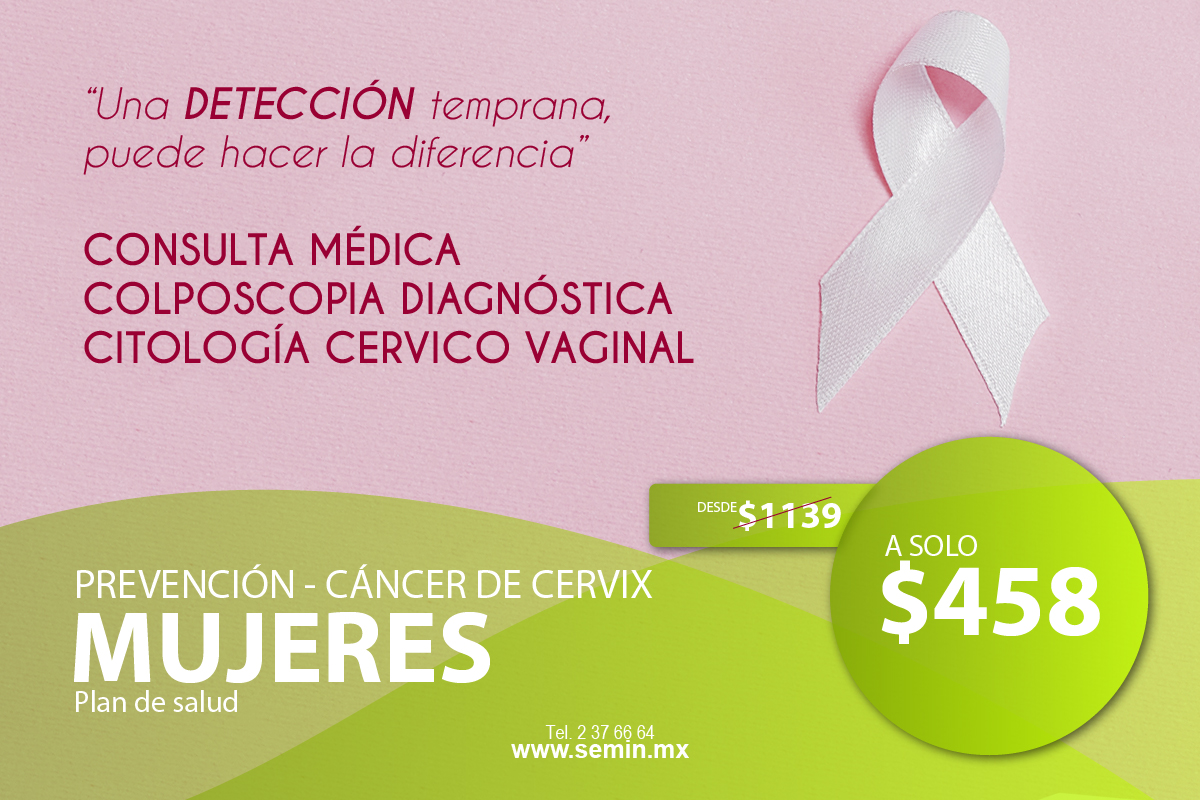 “Una DETECCIÓN temprana,
puede hacer la diferencia”
CONSULTA MÉDICA
COLPOSCOPIA DIAGNÓSTICA
CITOLOGÍA CERVICO VAGINAL
DESDE $1139
A SOLO
$458
PREVENCIÓN - CÁNCER DE CERVIX
MUJERES
Plan de salud
Tel. 2 37 66 64
www.semin.mx